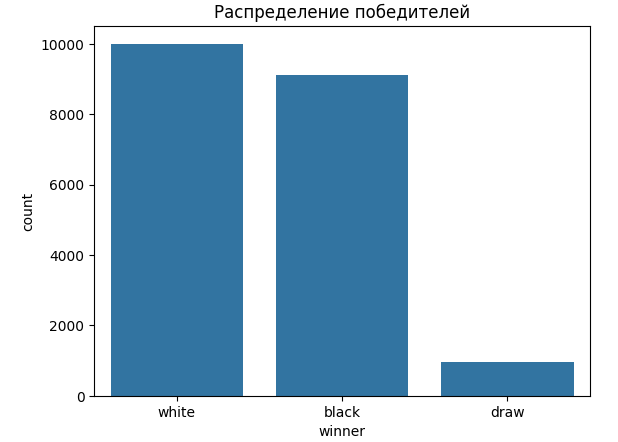 Распределение победителей
count
10000
8000
6000
4000
2000
0
white black draw
winner